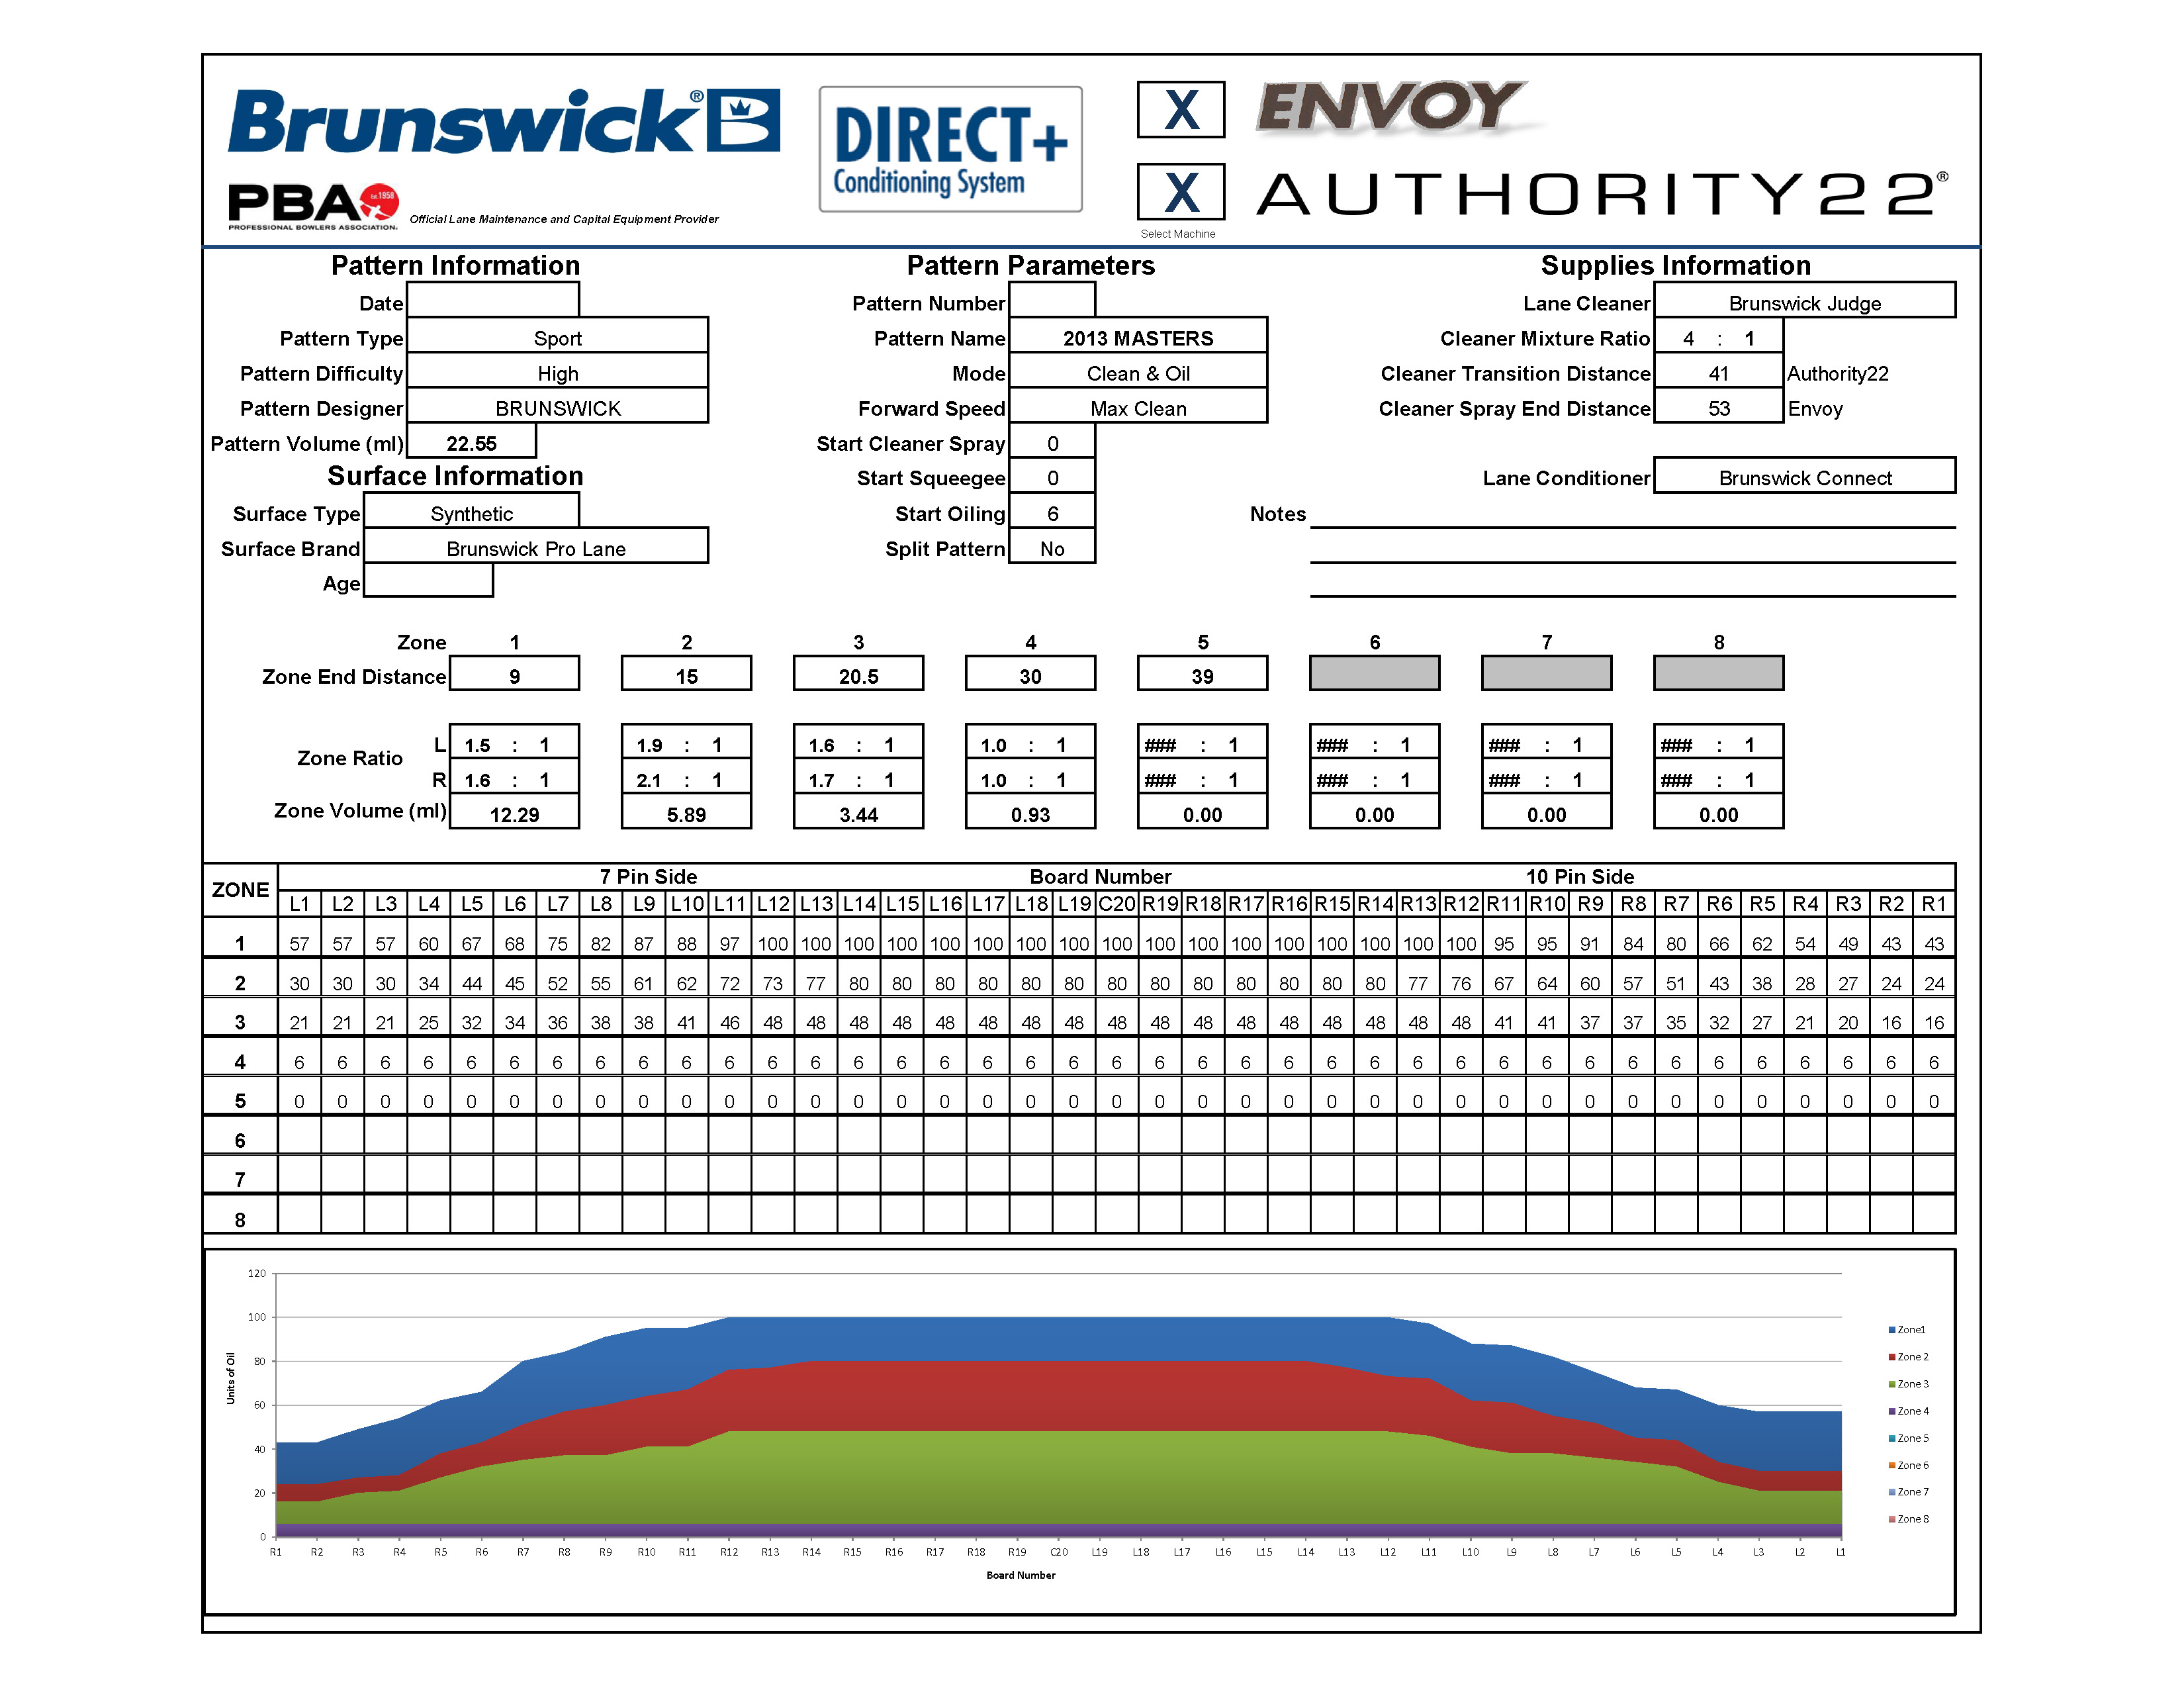 Brunswick® B
DIRECT+
Conditioning System
X ENVOY
X AUTHORITY22®
Select Machine
PBA est.1958
PROFESSIONAL BOWLERS ASSOCIATION.
Official Lane Maintenance and Capital Equipment Provider
Pattern Information Pattern Parameters Supplies Information
Date Pattern Number Lane Cleaner Brunswick Judge
Pattern Type Sport Pattern Name 2013 MASTERS Cleaner Mixture Ratio 4 : 1
Pattern Difficulty High Mode Clean & Oil Cleaner Transition Distance 41 Authority22
Pattern Designer BRUNSWICK Forward Speed Max Clean Cleaner Spray End Distance 53 Envoy
Pattern Volume (ml) 22.55 Start Cleaner Spray 0
Surface Information Start Squeegee 0 Lane Conditioner Brunswick Connect
Surface Type Synthetic Start Oiling 6 Notes
Surface Brand Brunswick Pro Lane Split Pattern No
Age
Zone 1 2 3 4 5 6 7 8
Zone End Distance 9 15 20.5 30 39
Zone Ratio
L 1.5 : 1 1.9 : 1 1.6 : 1 1.0 : 1 ### : 1 ### : 1 ### : 1 ### : 1
R 1.6 : 1 2.1 : 1 1.7 : 1 1.0 : 1 ### : 1 ### : 1 ### : 1 ### : 1
Zone Volume (ml) 12.29 5.89 3.44 0.93 0.00 0.00 0.00 0.00
ZONE 7 Pin Side Board Number 10 Pin Side
L1 L2 L3 L4 L5 L6 L7 L8 L9 L10 L11 L12 L13 L14 L15 L16 L17 L18 L19 C20 R19 R18 R17 R16 R15 R14 R13 R12 R11 R10 R9 R8 R7 R6 R5 R4 R3 R2 R1
1 57 57 57 60 67 68 75 82 87 88 97 100 100 100 100 100 100 100 100 100 100 100 100 100 100 100 100 100 95 95 91 84 80 66 62 54 49 43 43
2 30 30 30 34 44 45 52 55 61 62 72 73 77 80 80 80 80 80 80 80 80 80 80 80 80 80 77 76 67 64 60 57 51 43 38 28 27 24 24
3 21 21 21 25 32 34 36 38 38 41 46 48 48 48 48 48 48 48 48 48 48 48 48 48 48 48 48 48 41 41 37 37 35 32 27 21 20 16 16
4 6 6 6 6 6 6 6 6 6 6 6 6 6 6 6 6 6 6 6 6 6 6 6 6 6 6 6 6 6 6 6 6 6 6 6 6 6 6 6
5 0 0 0 0 0 0 0 0 0 0 0 0 0 0 0 0 0 0 0 0 0 0 0 0 0 0 0 0 0 0 0 0 0 0 0 0 0 0 0
6
7
8
120
100
80
60
40
20
0
Units of Oil
R1 R2 R3 R4 R5 R6 R7 R8 R9 R10 R11 R12 R13 R14 R15 R16 R17 R18 R19 C20 L19 L18 L17 L16 L15 L14 L13 L12 L11 L10 L9 L8 L7 L6 L5 L4 L3 L2 L1
Board Number
Zone1
Zone 2
Zone 3
Zone 4
Zone 5
Zone 6
Zone 7
Zone 8